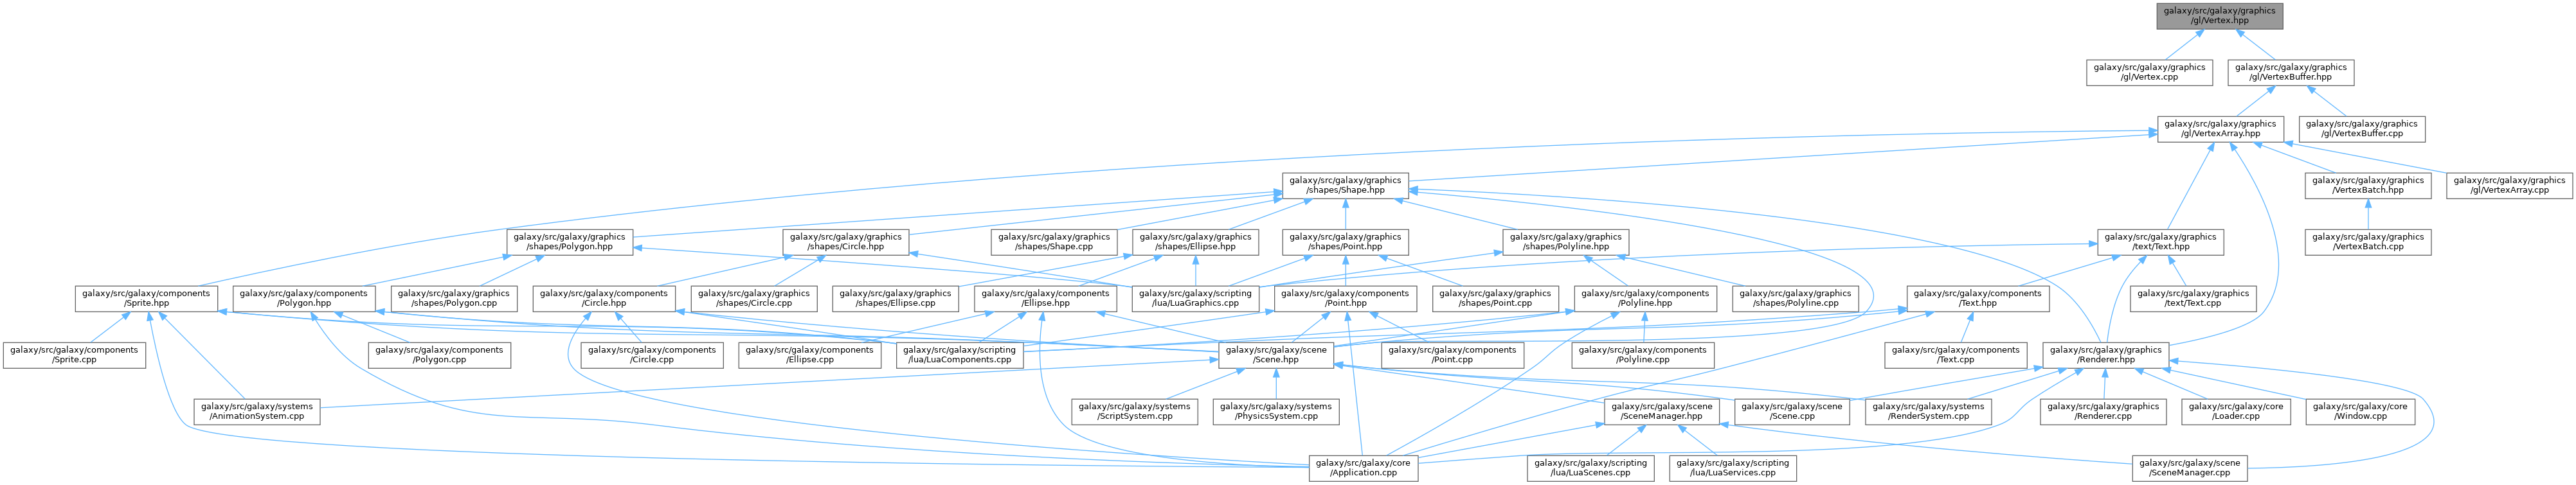 galaxy/src/galaxy/graphics
/gl/Vertex.hpp
galaxy/src/galaxy/graphics
/gl/Vertex.cpp
galaxy/src/galaxy/graphics
/gl/VertexBuffer.hpp
galaxy/src/galaxy/graphics
/gl/VertexArray.hpp
galaxy/src/galaxy/graphics
/gl/VertexBuffer.cpp
galaxy/src/galaxy/graphics
/shapes/Shape.hpp
galaxy/src/galaxy/graphics
/VertexBatch.hpp
galaxy/src/galaxy/graphics
/gl/VertexArray.cpp
galaxy/src/galaxy/graphics
/shapes/Polygon.hpp
galaxy/src/galaxy/graphics
/shapes/Circle.hpp
galaxy/src/galaxy/graphics
/shapes/Shape.cpp
galaxy/src/galaxy/graphics
/shapes/Ellipse.hpp
galaxy/src/galaxy/graphics
/shapes/Point.hpp
galaxy/src/galaxy/graphics
/shapes/Polyline.hpp
galaxy/src/galaxy/graphics
/text/Text.hpp
galaxy/src/galaxy/graphics
/VertexBatch.cpp
galaxy/src/galaxy/components
/Sprite.hpp
galaxy/src/galaxy/components
/Polygon.hpp
galaxy/src/galaxy/graphics
/shapes/Polygon.cpp
galaxy/src/galaxy/components
/Circle.hpp
galaxy/src/galaxy/graphics
/shapes/Circle.cpp
galaxy/src/galaxy/graphics
/shapes/Ellipse.cpp
galaxy/src/galaxy/components
/Ellipse.hpp
galaxy/src/galaxy/scripting
/lua/LuaGraphics.cpp
galaxy/src/galaxy/components
/Point.hpp
galaxy/src/galaxy/graphics
/shapes/Point.cpp
galaxy/src/galaxy/components
/Polyline.hpp
galaxy/src/galaxy/graphics
/shapes/Polyline.cpp
galaxy/src/galaxy/components
/Text.hpp
galaxy/src/galaxy/graphics
/text/Text.cpp
galaxy/src/galaxy/components
/Sprite.cpp
galaxy/src/galaxy/components
/Polygon.cpp
galaxy/src/galaxy/components
/Circle.cpp
galaxy/src/galaxy/components
/Ellipse.cpp
galaxy/src/galaxy/scripting
/lua/LuaComponents.cpp
galaxy/src/galaxy/scene
/Scene.hpp
galaxy/src/galaxy/components
/Point.cpp
galaxy/src/galaxy/components
/Polyline.cpp
galaxy/src/galaxy/components
/Text.cpp
galaxy/src/galaxy/graphics
/Renderer.hpp
galaxy/src/galaxy/systems
/AnimationSystem.cpp
galaxy/src/galaxy/systems
/ScriptSystem.cpp
galaxy/src/galaxy/systems
/PhysicsSystem.cpp
galaxy/src/galaxy/scene
/SceneManager.hpp
galaxy/src/galaxy/scene
/Scene.cpp
galaxy/src/galaxy/systems
/RenderSystem.cpp
galaxy/src/galaxy/graphics
/Renderer.cpp
galaxy/src/galaxy/core
/Loader.cpp
galaxy/src/galaxy/core
/Window.cpp
galaxy/src/galaxy/core
/Application.cpp
galaxy/src/galaxy/scripting
/lua/LuaScenes.cpp
galaxy/src/galaxy/scripting
/lua/LuaServices.cpp
galaxy/src/galaxy/scene
/SceneManager.cpp